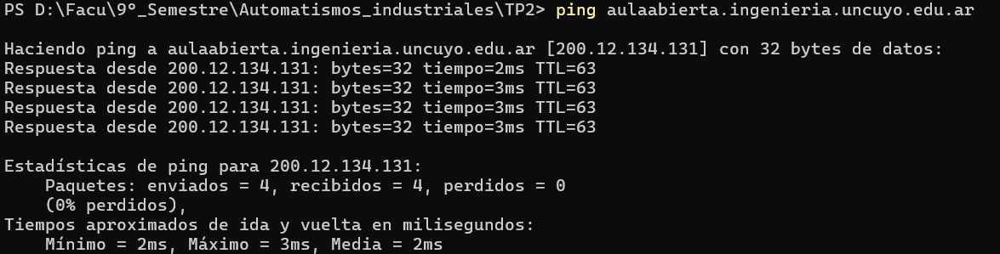 PS D:\Facu\9°_Semestre\Automatismos_industriales\TP2> ping aulaabierta.ingenieria.uncuyo.edu.ar
Haciendo ping a aulaabierta.ingenieria.uncuyo.edu.ar [200.12.134.131] con 32 bytes de datos:
Respuesta desde 200.12.134.131: bytes=32 tiempo=2ms TTL=63
Respuesta desde 200.12.134.131: bytes=32 tiempo=3ms TTL=63
Respuesta desde 200.12.134.131: bytes=32 tiempo=3ms TTL=63
Respuesta desde 200.12.134.131: bytes=32 tiempo=3ms TTL=63
Estadísticas de ping para 200.12.134.131:
    Paquetes: enviados = 4, recibidos = 4, perdidos = 0
    (0% perdidos),
Tiempos aproximados de ida y vuelta en milisegundos:
    Mínimo = 2ms, Máximo = 3ms, Media = 2ms